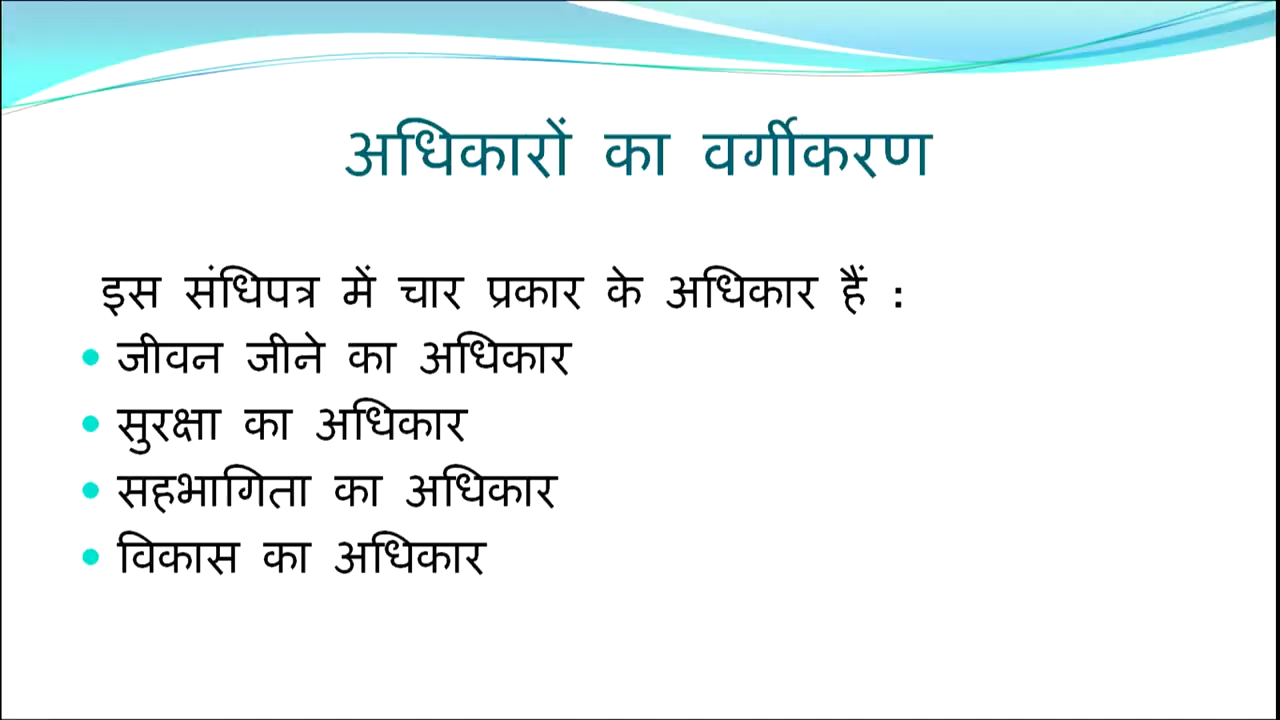 अधिकारों का वर्गीकरण
इस संधिपत्र में चार प्रकार के अधिकार हैं :
• जीवन जीने का अधिकार
• सुरक्षा का अधिकार
• सहभागिता का अधिकार
• विकास का अधिकार